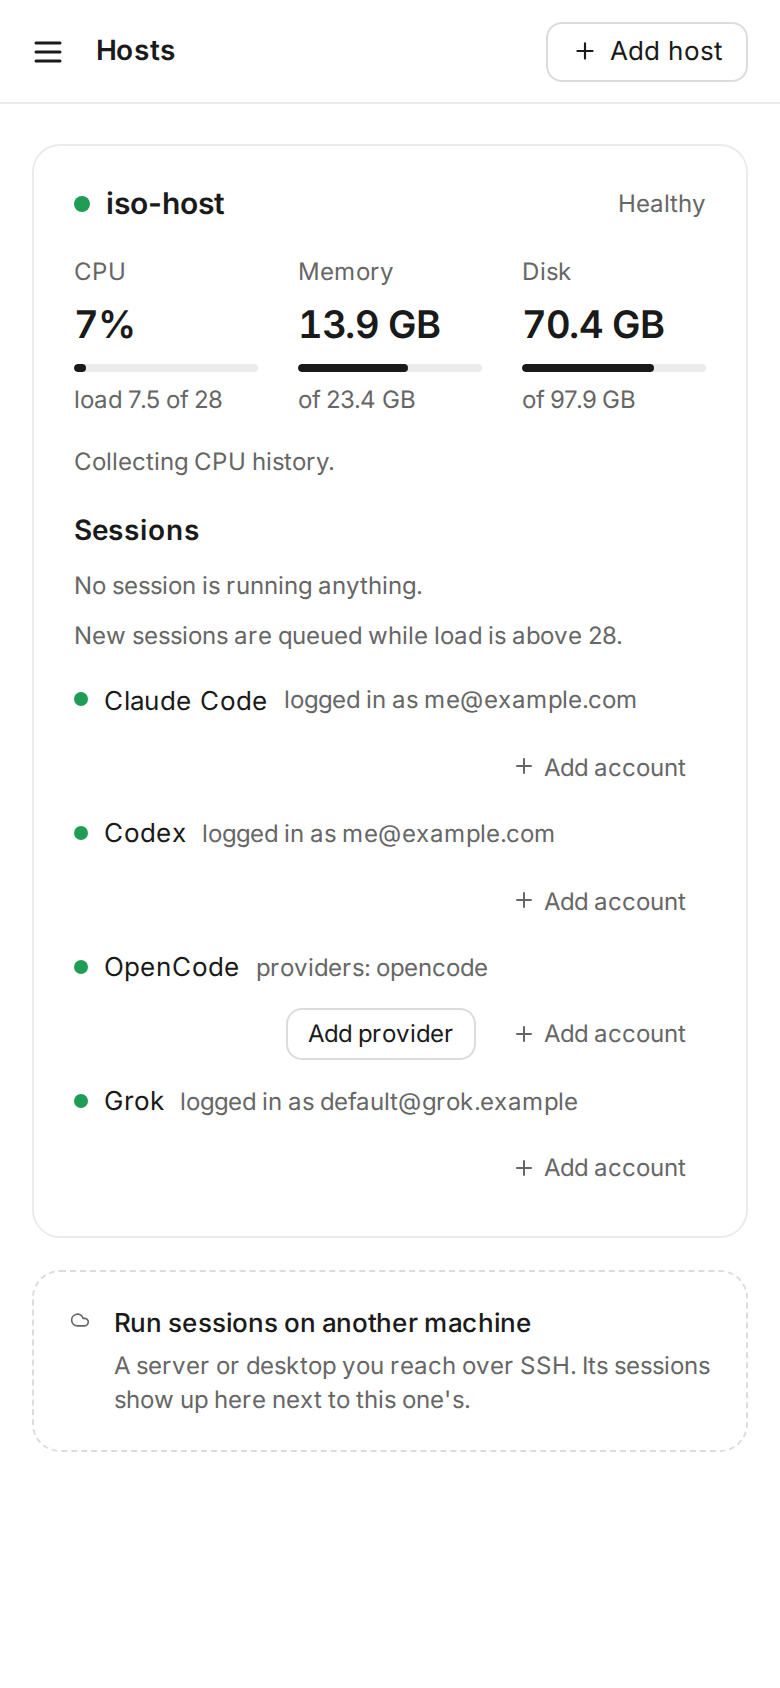 Hosts
Add host
iso-host
Healthy
CPU
Memory
Disk
7%
13.9 GB
70.4 GB
load 7.5 of 28
of 23.4 GB
of 97.9 GB
Collecting CPU history.
Sessions
No session is running anything.
New sessions are queued while load is above 28.
Claude Code logged in as me@example.com
Add account
Codex logged in as me@example.com
Add account
OpenCode providers: opencode
Add provider
Add account
Grok logged in as default@grok.example
Add account
Run sessions on another machine
A server or desktop you reach over SSH. Its sessions
show up here next to this one's.